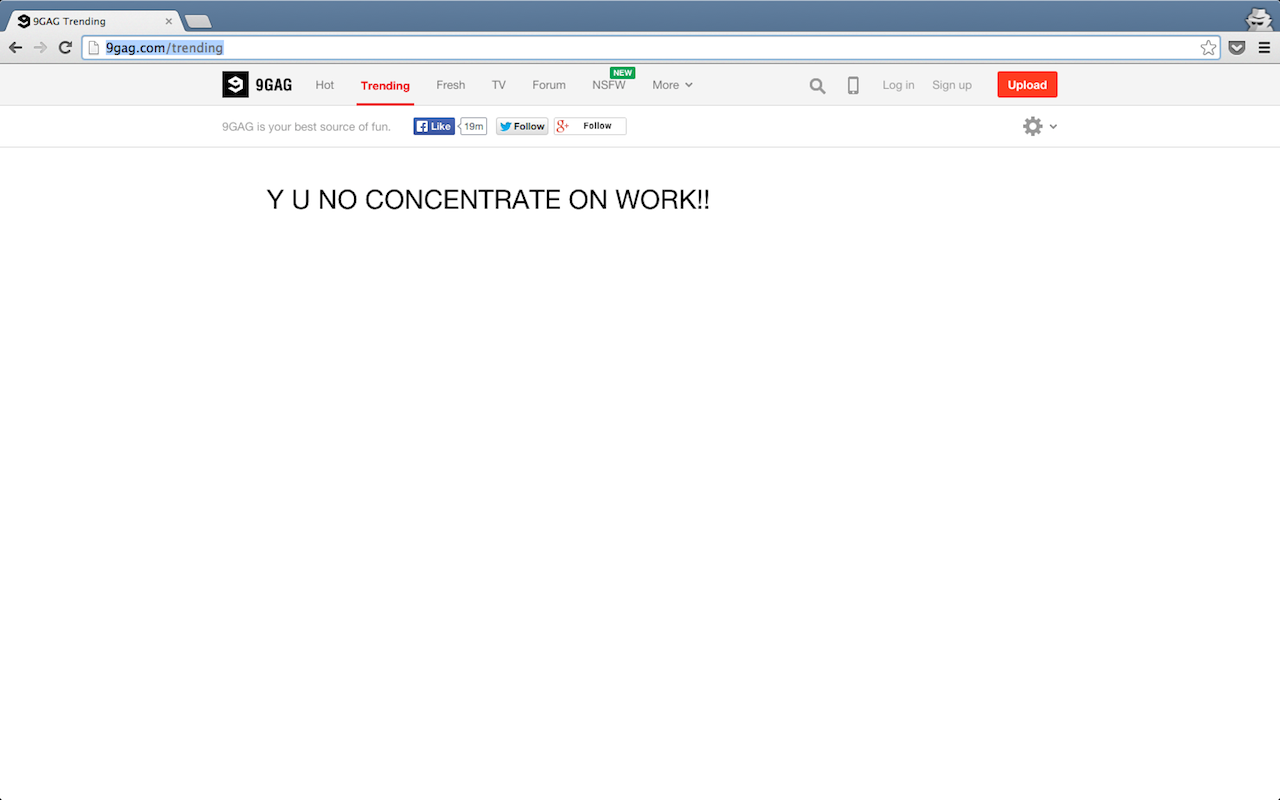 9GAG Trending
9gag.com/trending
9GAG Hot Trending Fresh TV Forum NSFW NEW More Log in Sign up Upload
9GAG is your best source of fun. Like 19m Follow g+ Follow
Y U NO CONCENTRATE ON WORK!!